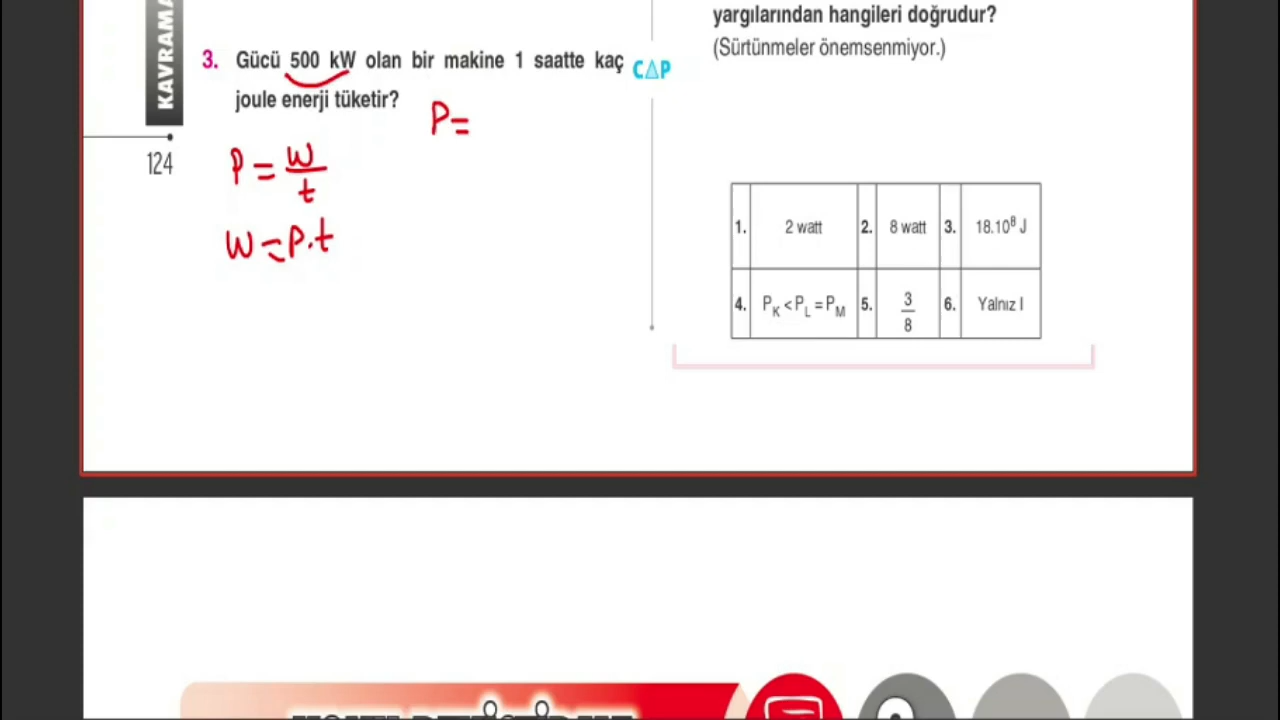 KAVRAMA
124
3. Gücü 500 kW olan bir makine 1 saatte kaç
joule enerji tüketir?
P=
P = W/t
W = P.t
CAP
yargılarından hangileri doğrudur?
(Sürtünmeler önemsenmiyor.)
1. 2 watt 2. 8 watt 3. 18.10⁸ J
4. P_K < P_L = P_M 5. 3/8 6. Yalnız I